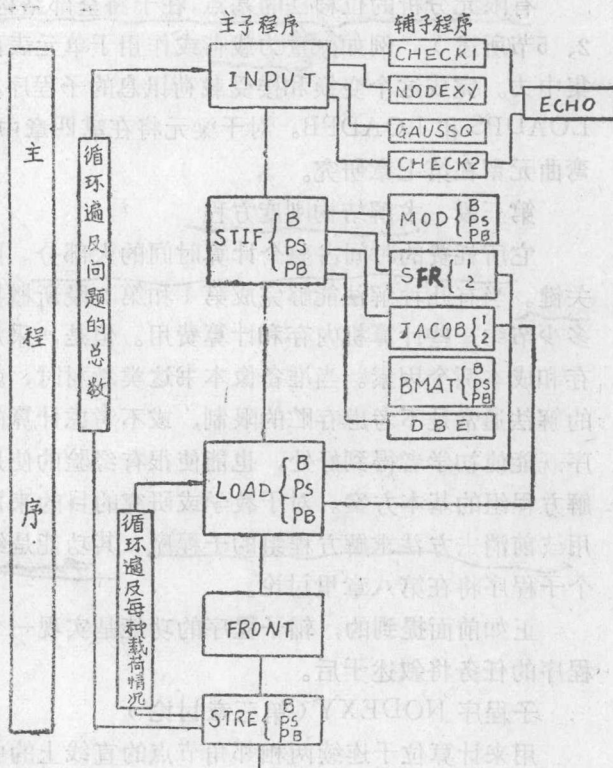 主子程序
辅子程序
INPUT
CHECK1
NODEXY
GAUSSQ
CHECK2
ECHO
主程序
循环遍及问题的总数
STIF { B PS PB
MOD { B PS PB
SFR { 1 2
JACOB { 1 2
BMAT { B PS PB
DBE
LOAD { B PS PB
循环遍及每种载荷情况
FRONT
STRE { B PS PB